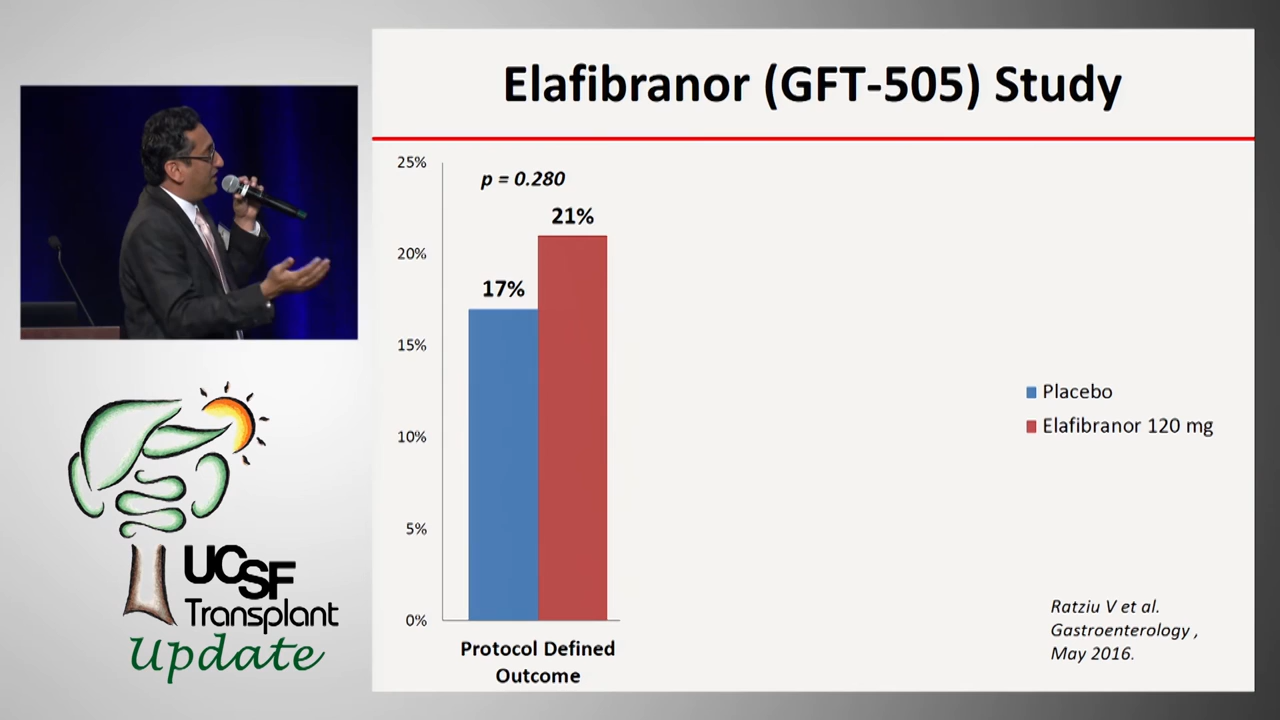 Elafibranor (GFT-505) Study
25%
20%
15%
10%
5%
0%
p = 0.280
17%
21%
Protocol Defined
Outcome
Placebo
Elafibranor 120 mg
Ratziu V et al.
Gastroenterology ,
May 2016.
UCSF
Transplant
Update